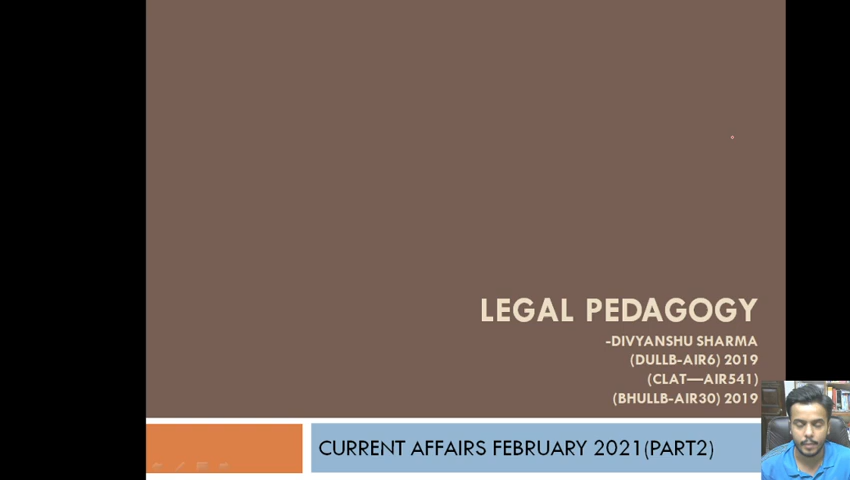 LEGAL PEDAGOGY
-DIVYANSHU SHARMA
(DULLB-AIR6) 2019
(CLAT—AIR541)
(BHULLB-AIR30) 2019
CURRENT AFFAIRS FEBRUARY 2021(PART2)